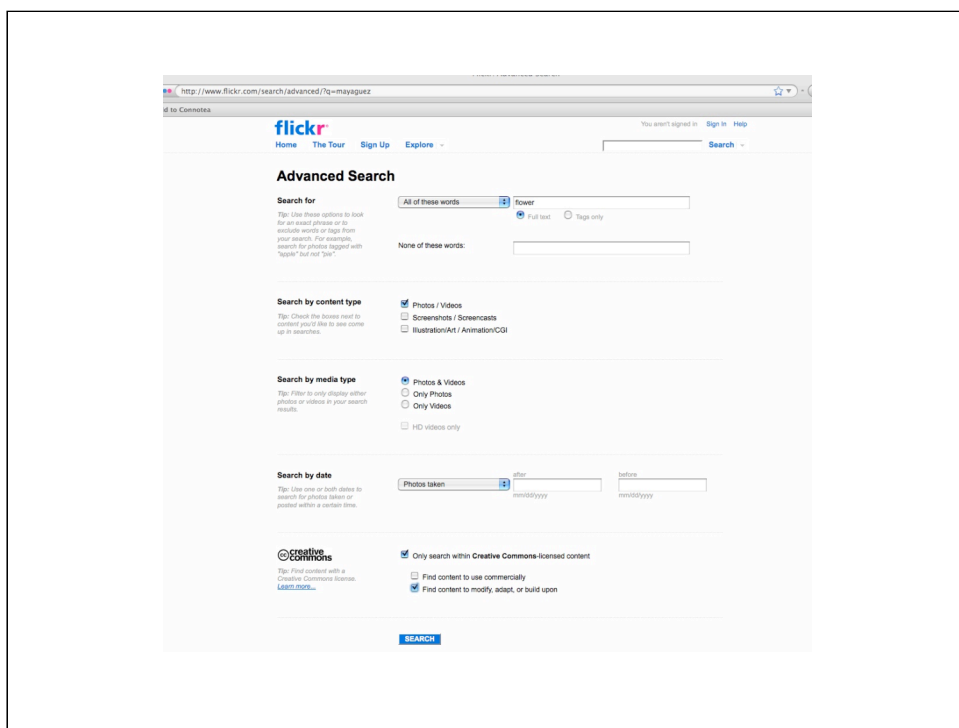 http://www.flickr.com/search/advanced/?q=mayaguez
d to Connotea
flickr
You aren't signed in Sign In Help
Home The Tour Sign Up Explore
Search
Advanced Search
Search for
Tip: Use these options to look
for an exact phrase or to
exclude words or tags from
your search. For example,
search for photos tagged with
"apple" but not "pie".
All of these words
flower
Full text Tags only
None of these words:
Search by content type
Tip: Check the boxes next to
content you'd like to see come
up in searches.
Photos / Videos
Screenshots / Screencasts
Illustration/Art / Animation/CGI
Search by media type
Tip: Filter to only display either
photos or videos in your search
results.
Photos & Videos
Only Photos
Only Videos
HD videos only
Search by date
Tip: Use one or both dates to
search for photos taken or
posted within a certain time.
Photos taken
after
mm/dd/yyyy
before
mm/dd/yyyy
cc creative
commons
Tip: Find content with a
Creative Commons license.
Learn more...
Only search within Creative Commons-licensed content
Find content to use commercially
Find content to modify, adapt, or build upon
SEARCH